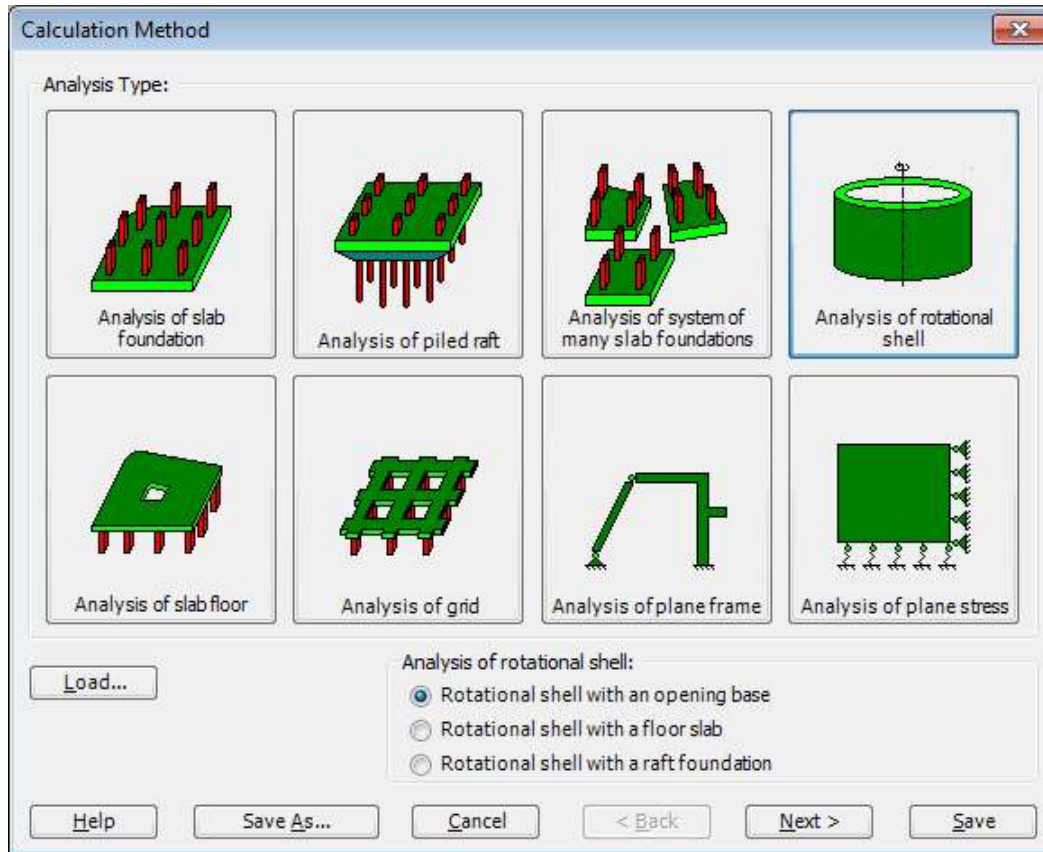 Calculation Method
Analysis Type:
Analysis of slab
foundation
Analysis of piled raft
Analysis of system of
many slab foundations
Analysis of rotational
shell
Analysis of slab floor
Analysis of grid
Analysis of plane frame
Analysis of plane stress
Load...
Analysis of rotational shell:
Rotational shell with an opening base
Rotational shell with a floor slab
Rotational shell with a raft foundation
Help
Save As...
Cancel
< Back
Next >
Save